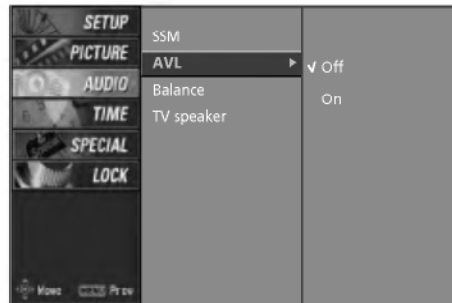 SETUP
PICTURE
AUDIO
TIME
SPECIAL
LOCK
SSM
AVL
Balance
TV speaker
Off
On
Move
Prev